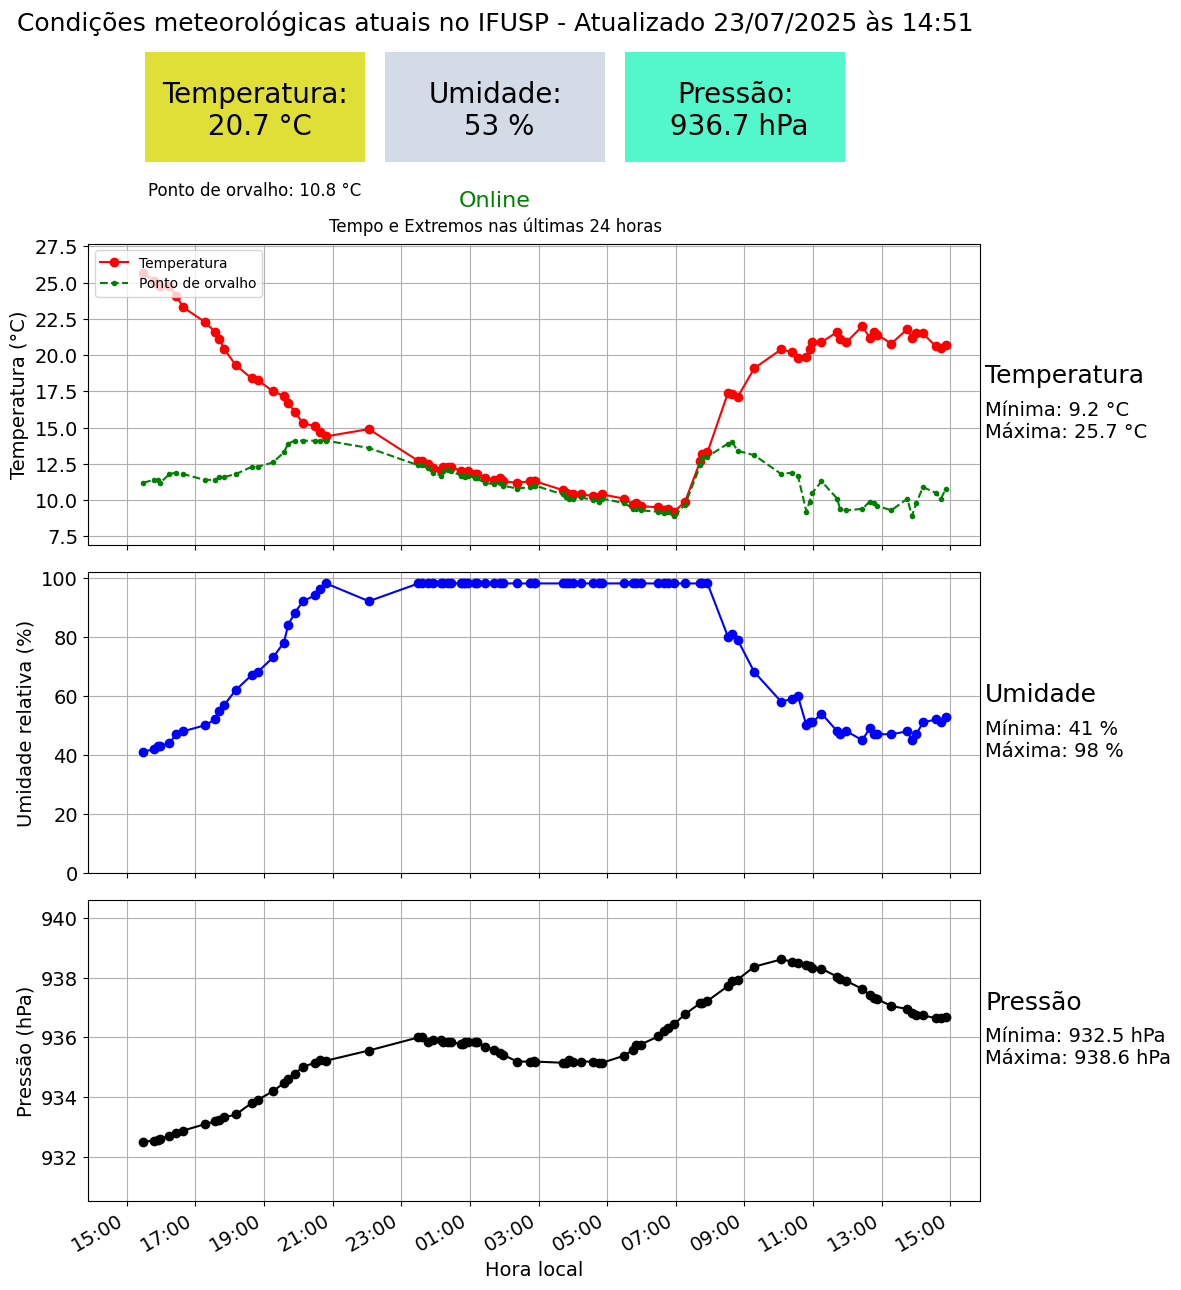 Condições meteorológicas atuais no IFUSP - Atualizado 23/07/2025 às 14:51
Temperatura:
20.7 °C
Umidade:
53 %
Pressão:
936.7 hPa
Ponto de orvalho: 10.8 °C
Online
Tempo e Extremos nas últimas 24 horas
Temperatura (°C)
27.5
25.0
22.5
20.0
17.5
15.0
12.5
10.0
7.5
Temperatura
Ponto de orvalho
Temperatura
Mínima: 9.2 °C
Máxima: 25.7 °C
Umidade relativa (%)
100
80
60
40
20
0
Umidade
Mínima: 41 %
Máxima: 98 %
Pressão (hPa)
940
938
936
934
932
Pressão
Mínima: 932.5 hPa
Máxima: 938.6 hPa
15:00 17:00 19:00 21:00 23:00 01:00 03:00 05:00 07:00 09:00 11:00 13:00 15:00
Hora local